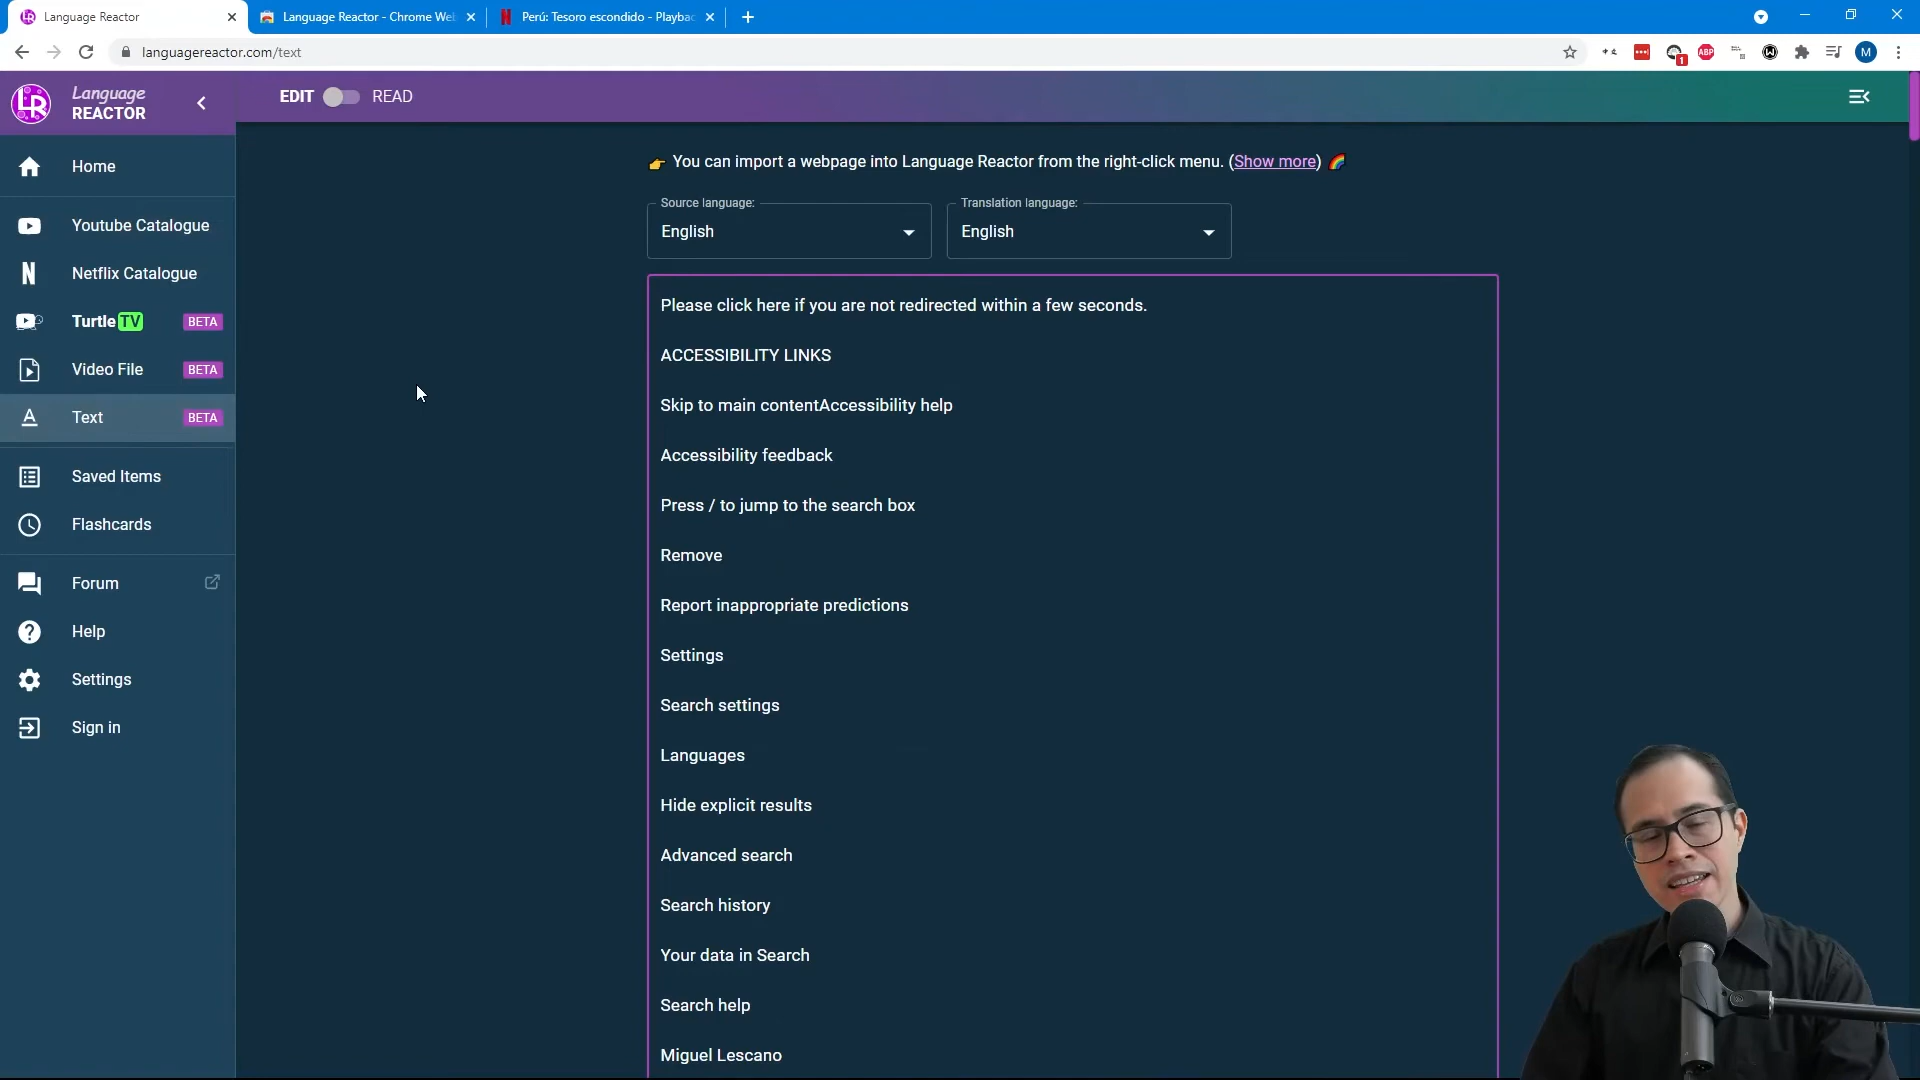 Language Reactor
Language Reactor - Chrome Web
Perú: Tesoro escondido - Playbac
languagereactor.com/text
1
ABP
M
LR
Language
REACTOR
EDIT
READ
Home
Youtube Catalogue
Netflix Catalogue
TurtleTV BETA
Video File BETA
Text BETA
Saved Items
Flashcards
Forum
Help
Settings
Sign in
You can import a webpage into Language Reactor from the right-click menu. (Show more)
Source language:
English
Translation language:
English
Please click here if you are not redirected within a few seconds.
ACCESSIBILITY LINKS
Skip to main contentAccessibility help
Accessibility feedback
Press / to jump to the search box
Remove
Report inappropriate predictions
Settings
Search settings
Languages
Hide explicit results
Advanced search
Search history
Your data in Search
Search help
Miguel Lescano